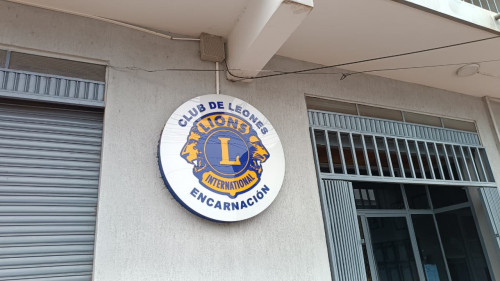 CLUB DE LEONES
LIONS
L
INTERNATIONAL
ENCARNACIÓN